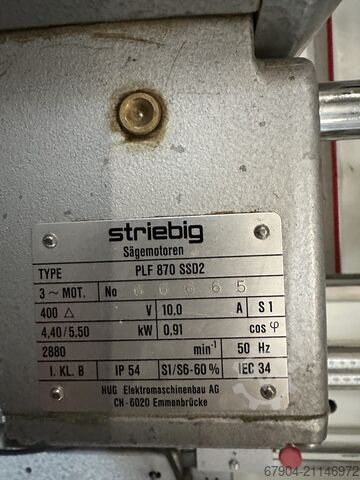 striebig
Sägemotoren
TYPE PLF 870 SSD2
3 ~ MOT. No 60665
400 △ V 10,0 A S1
4,40/5,50 kW 0,91 cos φ
2880 min⁻¹ 50 Hz
I. KL. B IP 54 S1/S6-60 % IEC 34
HUG Elektromaschinenbau AG
CH-6020 Emmenbrücke
67904-21146972